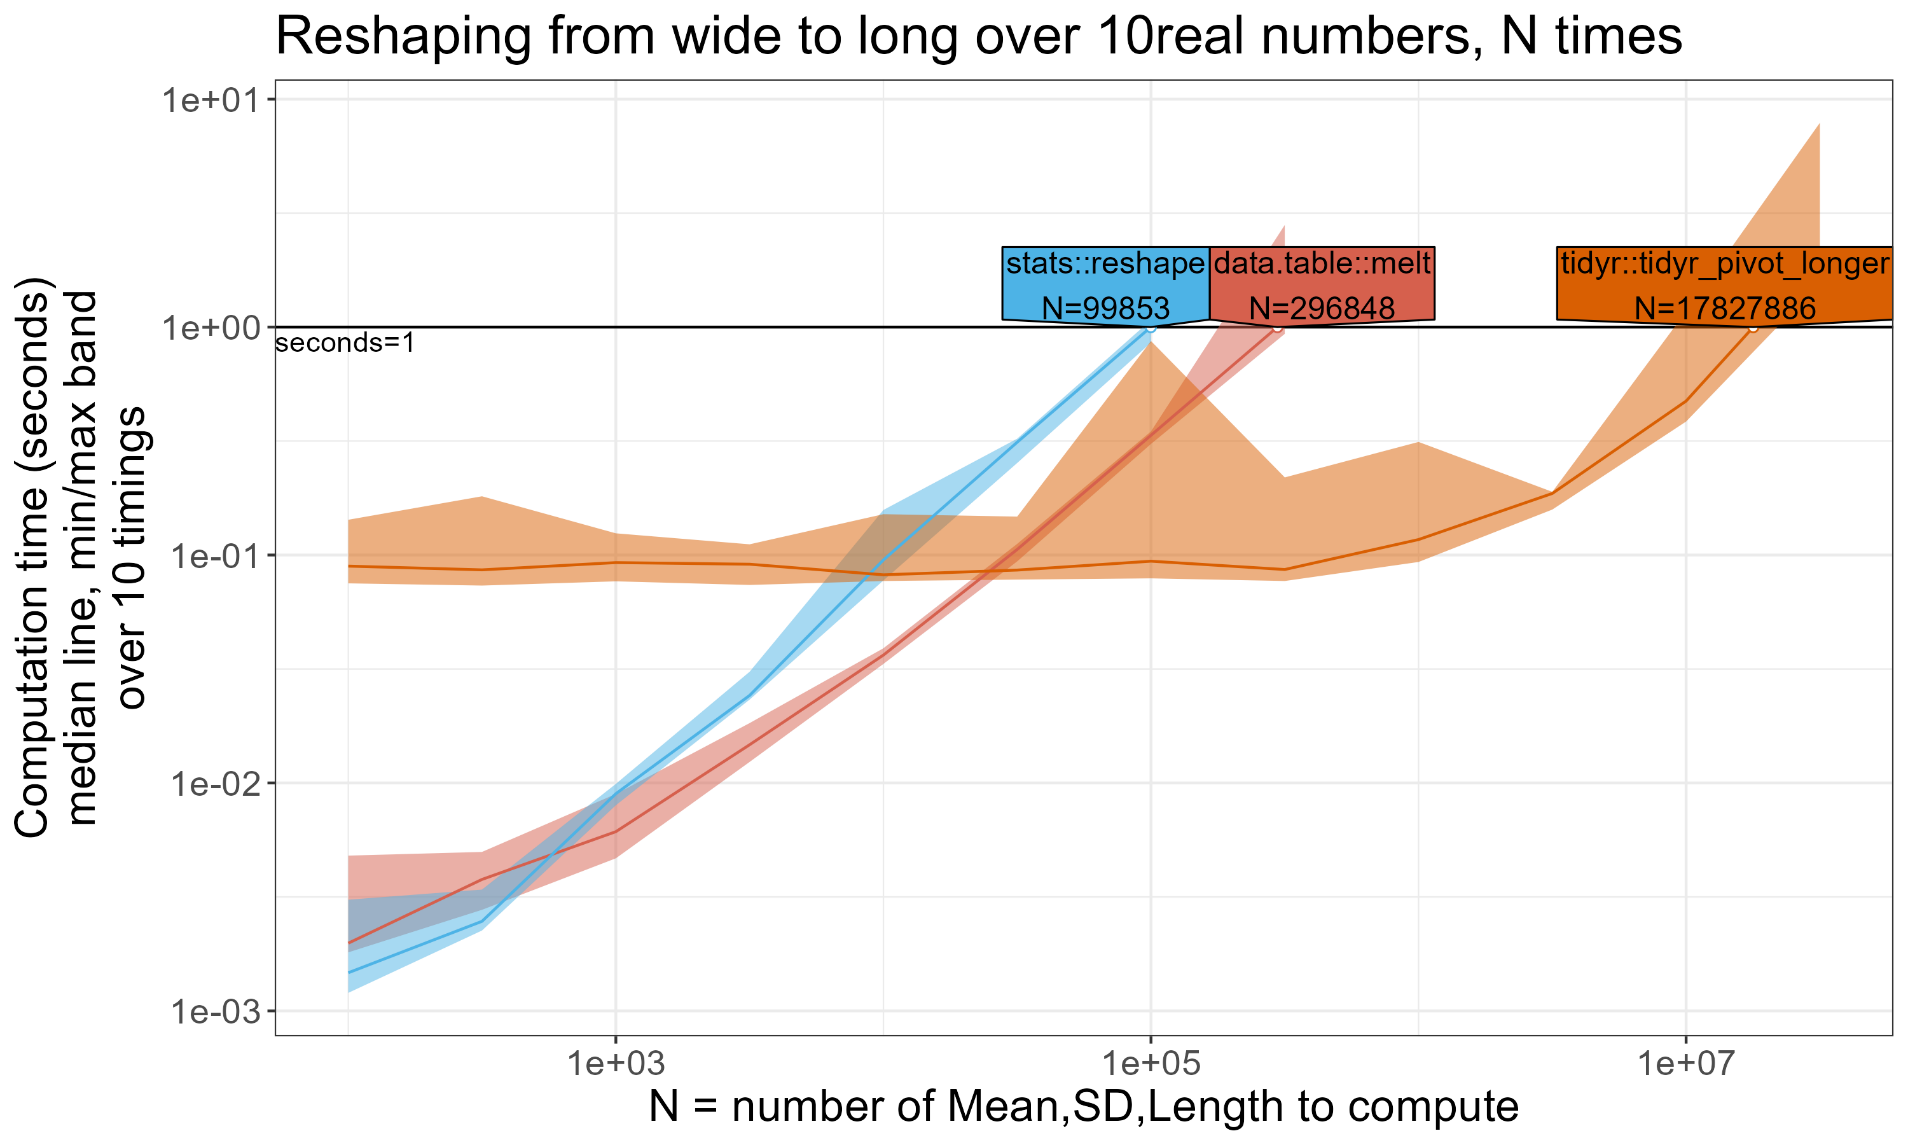 Reshaping from wide to long over 10real numbers, N times
Computation time (seconds)
median line, min/max band
over 10 timings
1e+01
1e+00
1e-01
1e-02
1e-03
seconds=1
stats::reshape
N=99853
data.table::melt
N=296848
tidyr::tidyr_pivot_longer
N=17827886
1e+03
1e+05
1e+07
N = number of Mean,SD,Length to compute